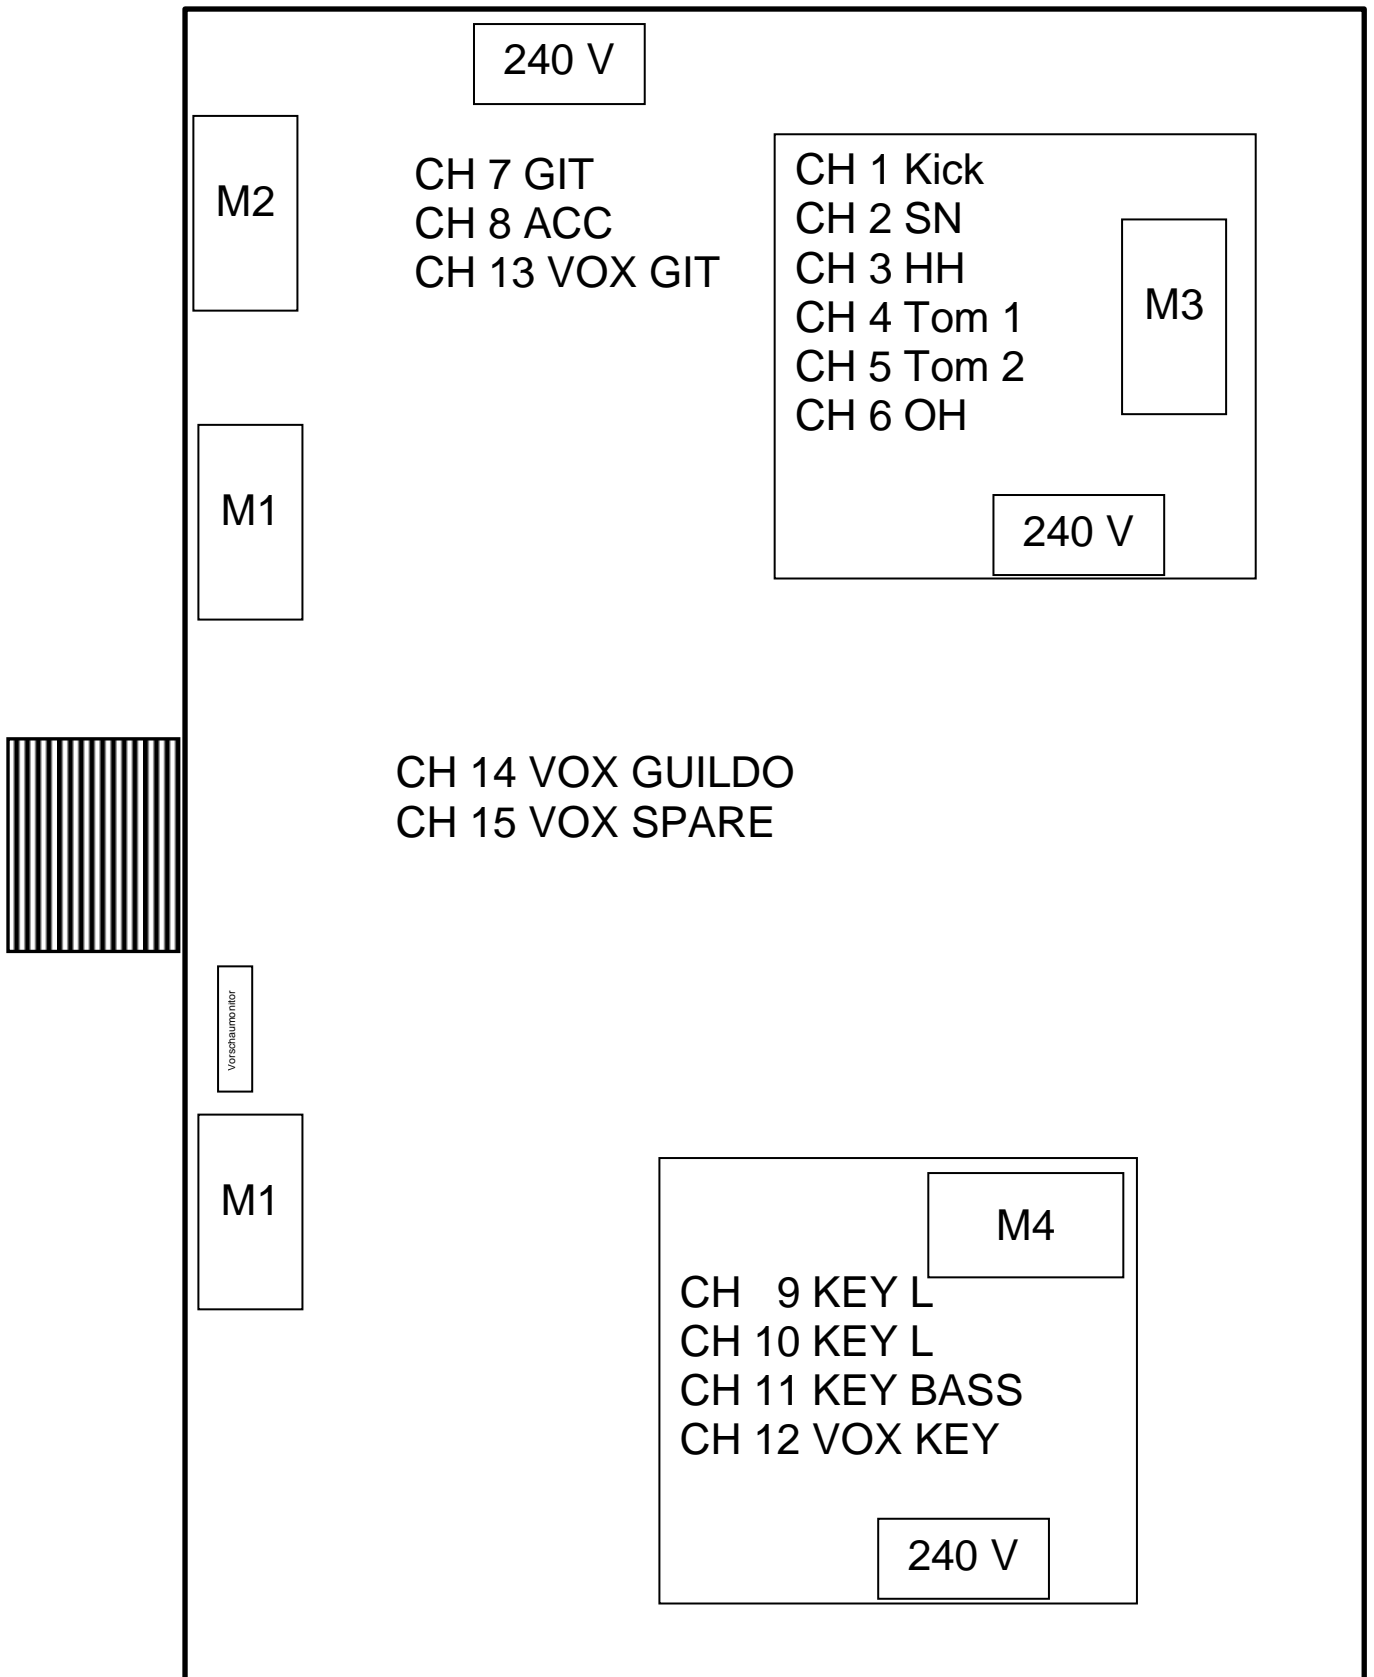 240 V
M2
CH 7 GIT
CH 8 ACC
CH 13 VOX GIT
CH 1 Kick
CH 2 SN
CH 3 HH
CH 4 Tom 1
CH 5 Tom 2
CH 6 OH
M3
240 V
M1
CH 14 VOX GUILDO
CH 15 VOX SPARE
Vorschaumonitor
M1
M4
CH   9 KEY L
CH 10 KEY L
CH 11 KEY BASS
CH 12 VOX KEY
240 V